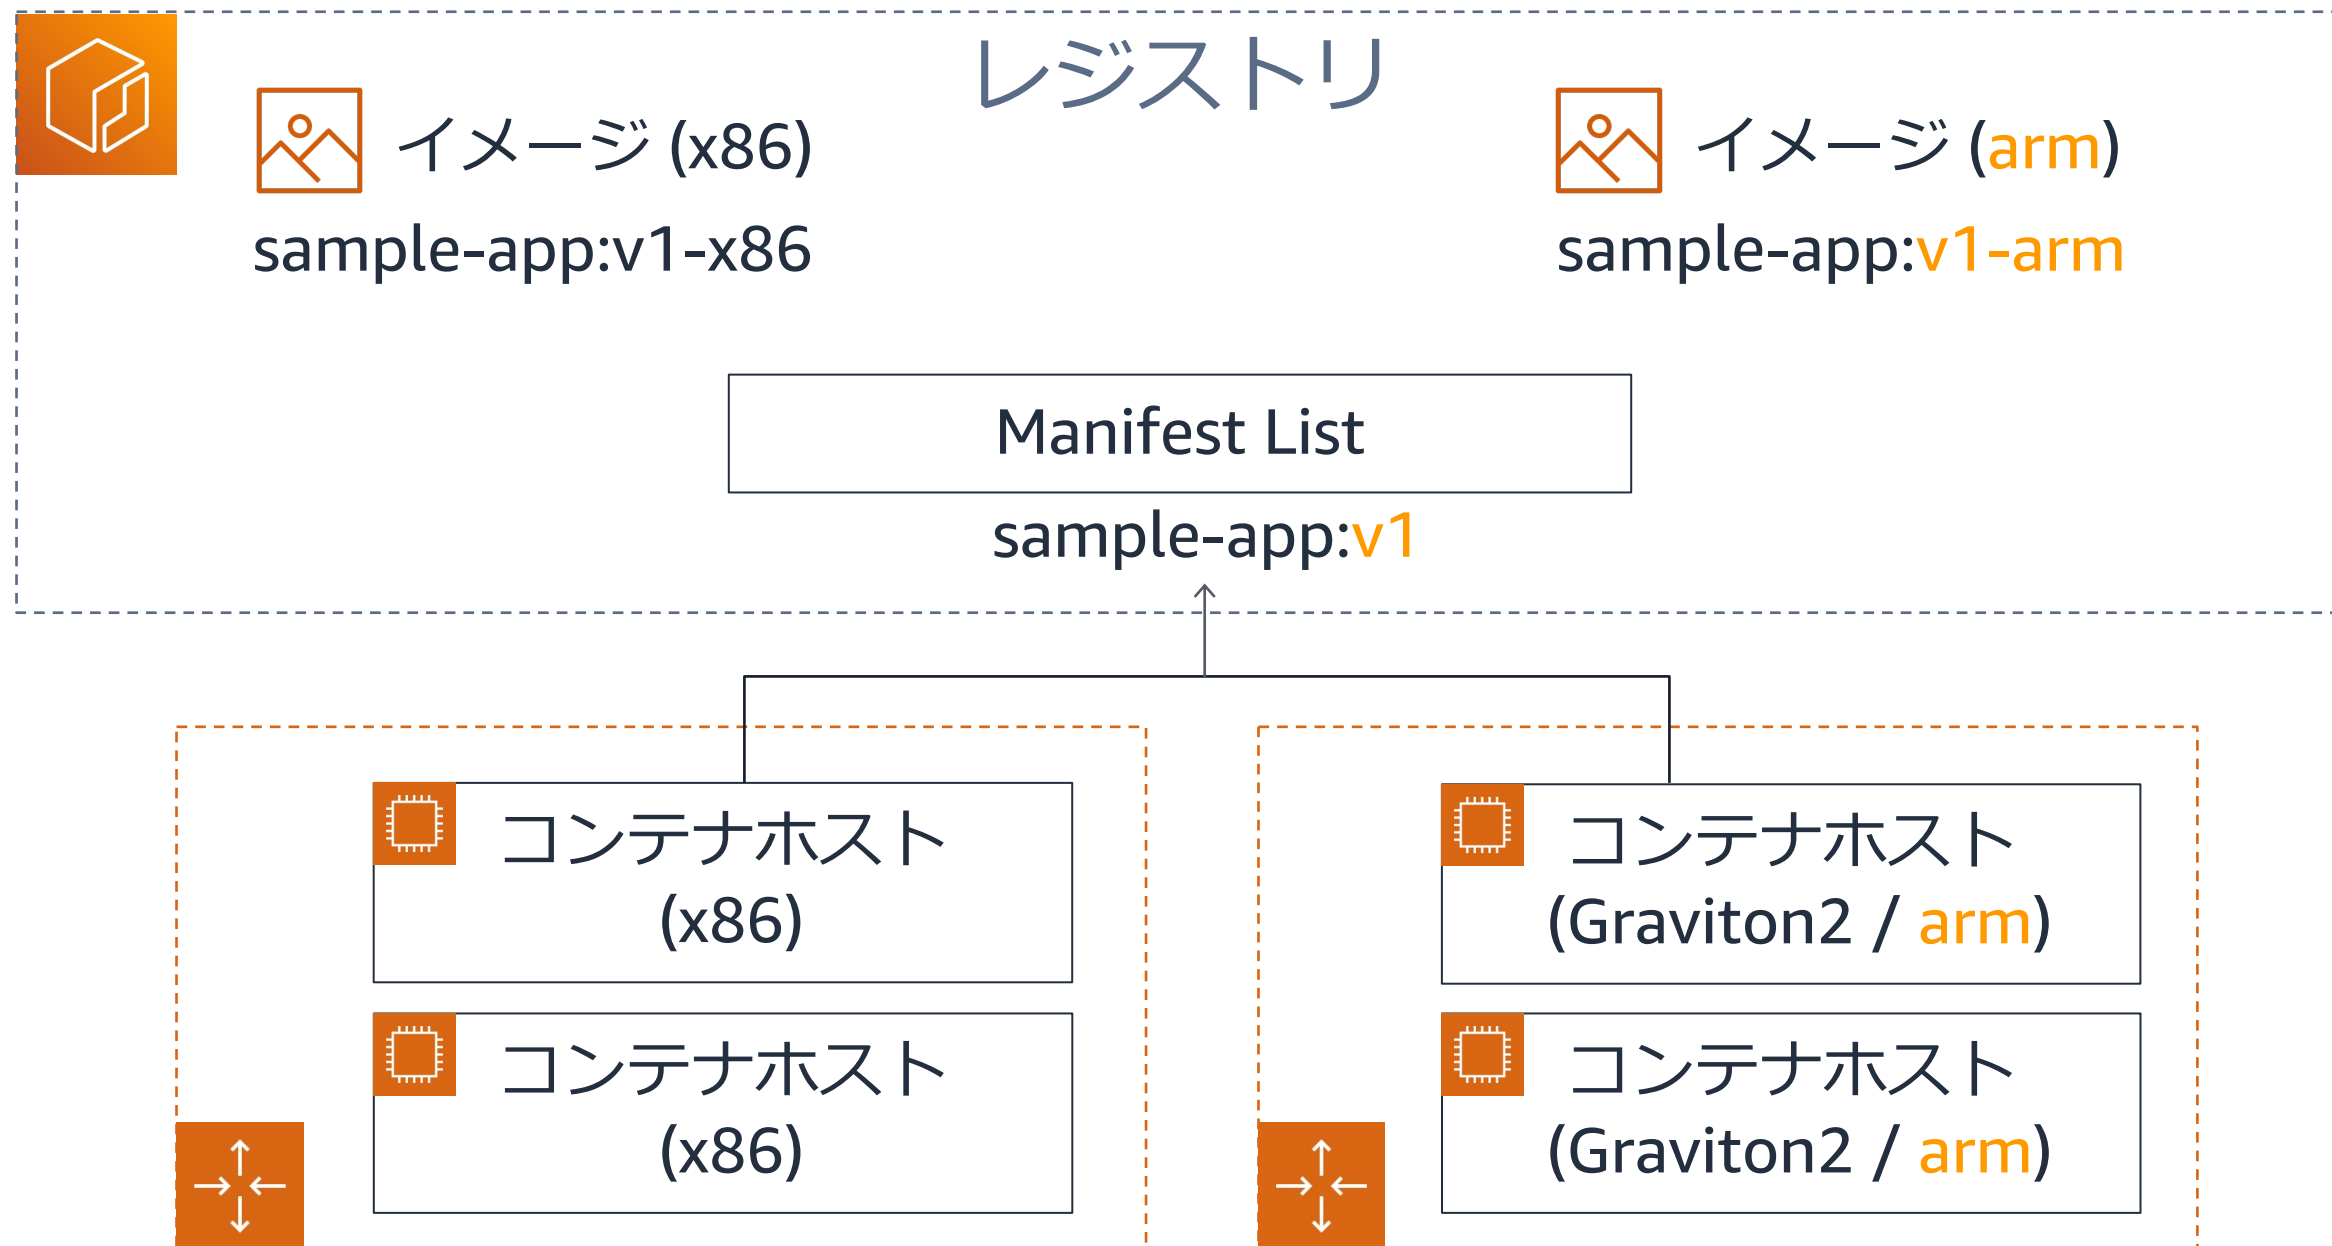 レジストリ
イメージ (x86)
sample-app:v1-x86
イメージ (arm)
sample-app:v1-arm
Manifest List
sample-app:v1
コンテナホスト
(x86)
コンテナホスト
(x86)
コンテナホスト
(Graviton2 / arm)
コンテナホスト
(Graviton2 / arm)